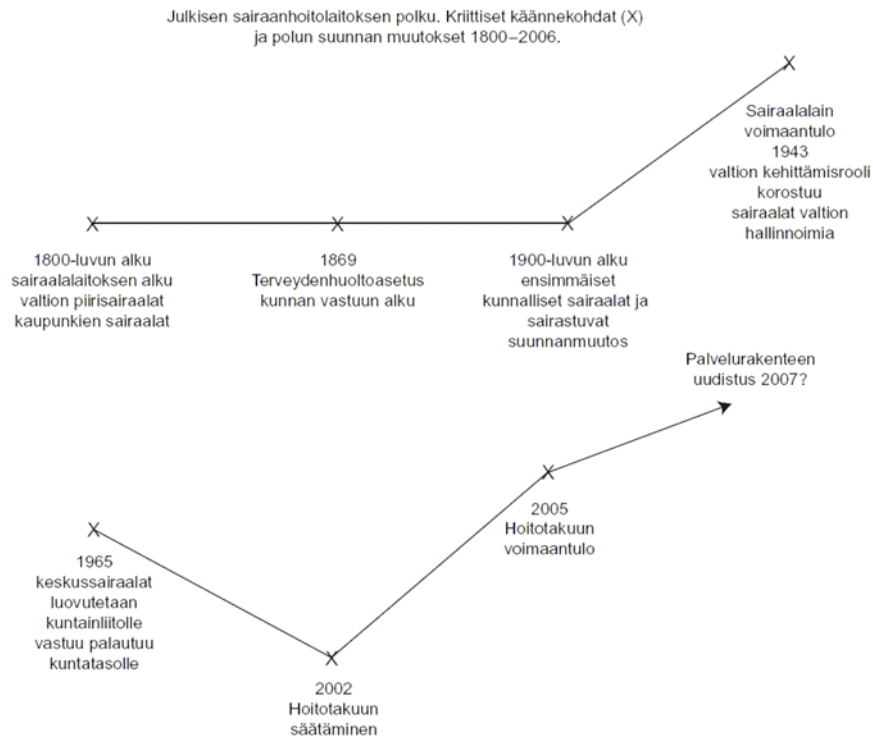 Julkisen sairaanhoitolaitoksen polku. Kriittiset käännekohdat (X)
ja polun suunnan muutokset 1800–2006.
X
X
X
X
1800-luvun alku
sairaalalaitoksen alku
valtion piirisairaalat
kaupunkien sairaalat
1869
Terveydenhuoltoasetus
kunnan vastuun alku
1900-luvun alku
ensimmäiset
kunnalliset sairaalat ja
sairastuvat
suunnanmuutos
Sairaalalain
voimaantulo
1943
valtion kehittämisrooli
korostuu
sairaalat valtion
hallinnoimia
X
1965
keskussairaalat
luovutetaan
kuntainliitolle
vastuu palautuu
kuntatasolle
X
2002
Hoitotakuun
säätäminen
X
2005
Hoitotakuun
voimaantulo
Palvelurakenteen
uudistus 2007?